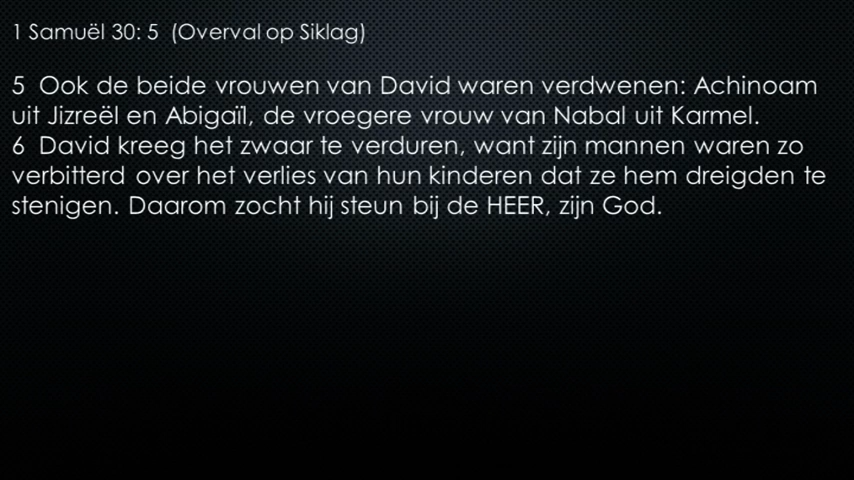 1 Samuël 30: 5  (Overval op Siklag)
5  Ook de beide vrouwen van David waren verdwenen: Achinoam
uit Jizreël en Abigaïl, de vroegere vrouw van Nabal uit Karmel.
6  David kreeg het zwaar te verduren, want zijn mannen waren zo
verbitterd over het verlies van hun kinderen dat ze hem dreigden te
stenigen. Daarom zocht hij steun bij de HEER, zijn God.